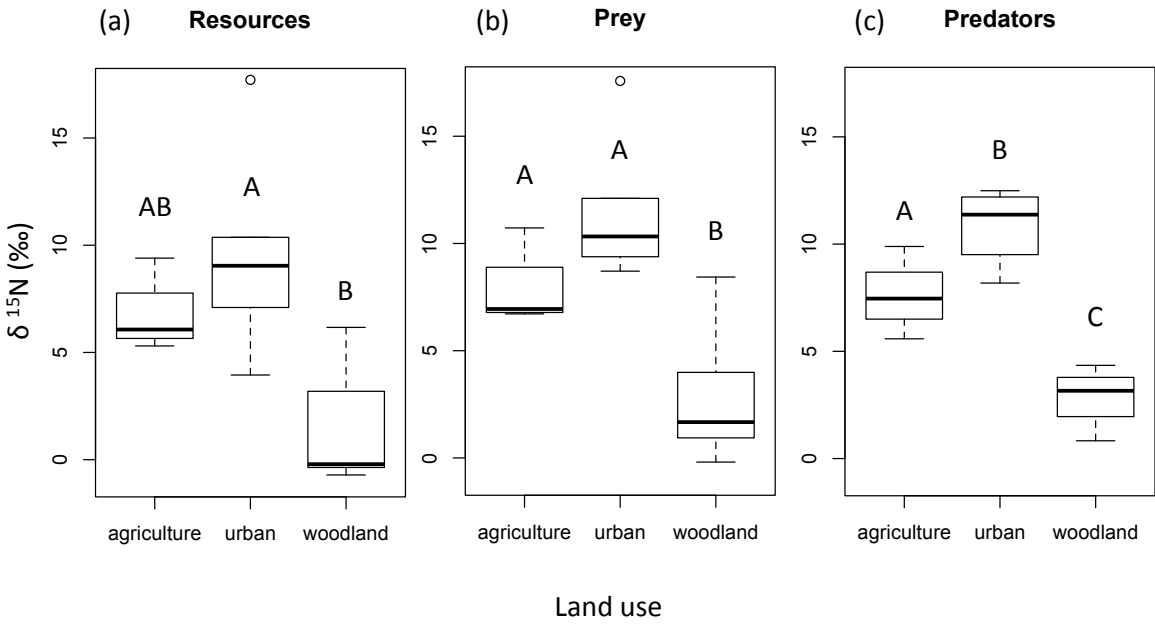 (a) Resources (b) Prey (c) Predators
δ ¹⁵N (‰)
0 5 10 15
AB A B
agriculture urban woodland
0 5 10 15
A A B
agriculture urban woodland
0 5 10 15
A B C
agriculture urban woodland
Land use